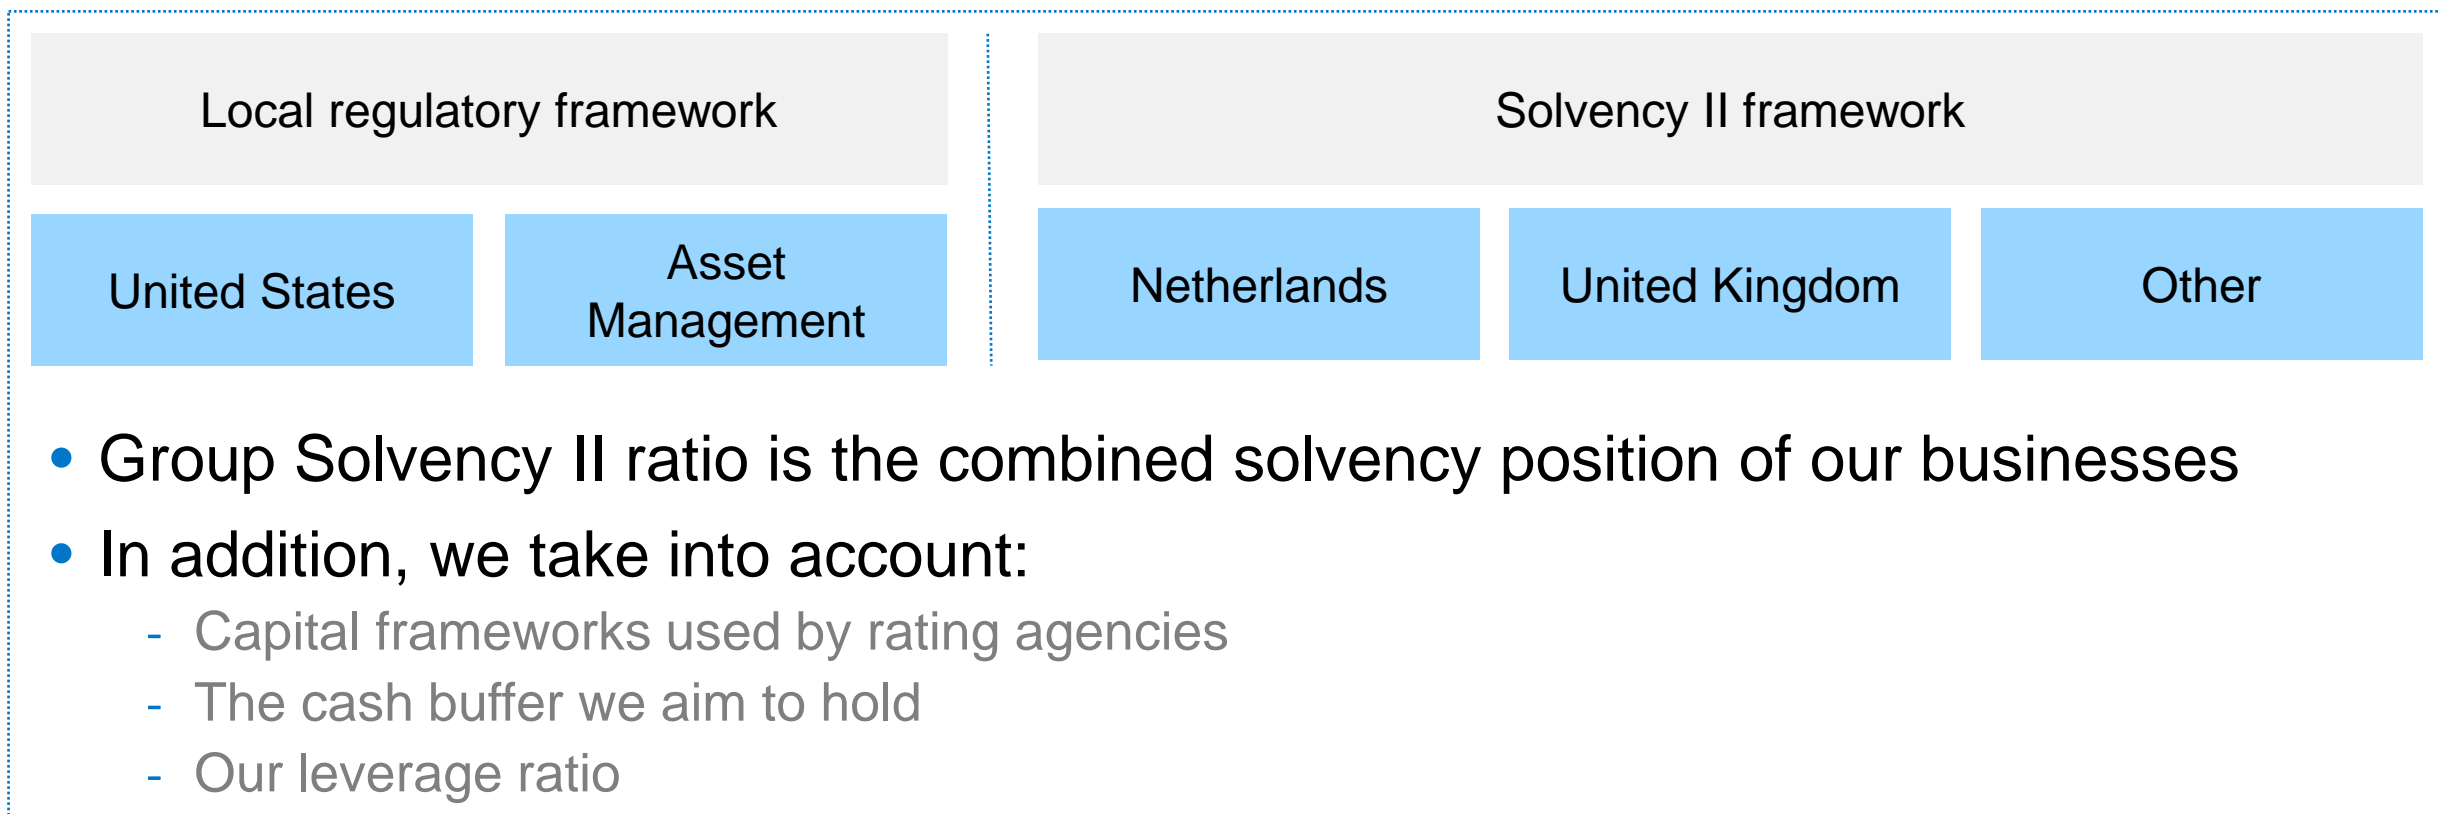 Local regulatory framework
Solvency II framework
United States
Asset
Management
Netherlands
United Kingdom
Other
• Group Solvency II ratio is the combined solvency position of our businesses
• In addition, we take into account:
- Capital frameworks used by rating agencies
- The cash buffer we aim to hold
- Our leverage ratio